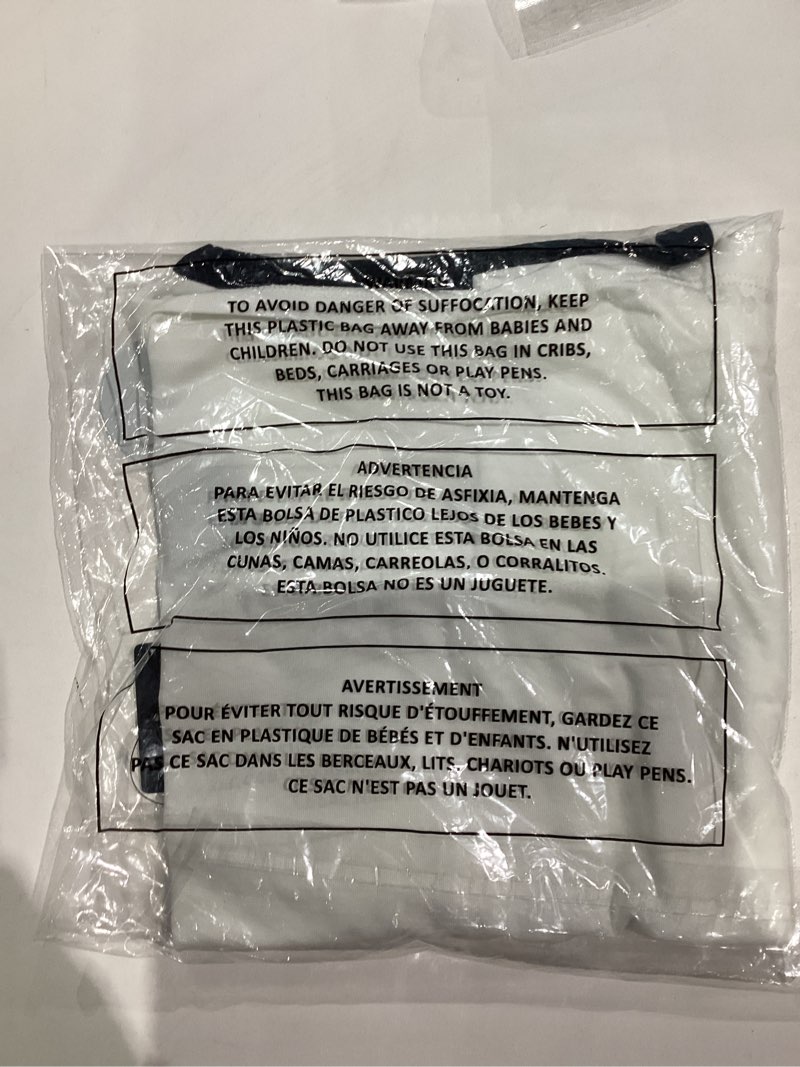 WARNING
TO AVOID DANGER OF SUFFOCATION, KEEP
THIS PLASTIC BAG AWAY FROM BABIES AND
CHILDREN. DO NOT USE THIS BAG IN CRIBS,
BEDS, CARRIAGES OR PLAY PENS.
THIS BAG IS NOT A TOY.
ADVERTENCIA
PARA EVITAR EL RIESGO DE ASFIXIA, MANTENGA
ESTA BOLSA DE PLASTICO LEJOS DE LOS BEBES Y
LOS NIÑOS. NO UTILICE ESTA BOLSA EN LAS
CUNAS, CAMAS, CARREOLAS, O CORRALITOS.
ESTA BOLSA NO ES UN JUGUETE.
AVERTISSEMENT
POUR ÉVITER TOUT RISQUE D'ÉTOUFFEMENT, GARDEZ CE
SAC EN PLASTIQUE DE BÉBÉS ET D'ENFANTS. N'UTILISEZ
PAS CE SAC DANS LES BERCEAUX, LITS, CHARIOTS OU PLAY PENS.
CE SAC N'EST PAS UN JOUET.